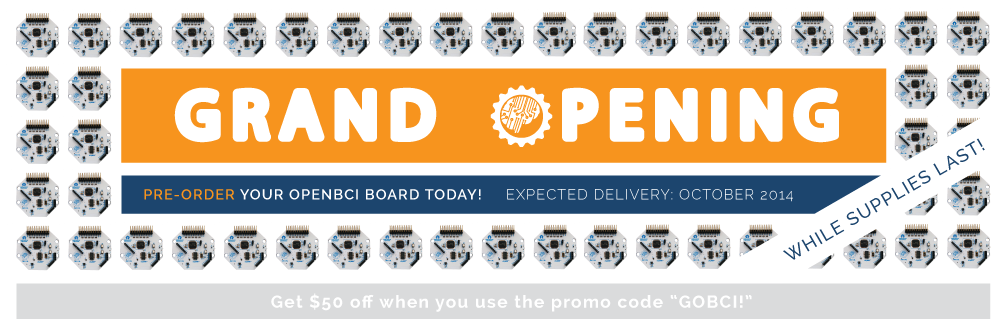 GRAND OPENING
PRE-ORDER YOUR OPENBCI BOARD TODAY! EXPECTED DELIVERY: OCTOBER 2014
WHILE SUPPLIES LAST!
Get $50 off when you use the promo code "GOBCI!"